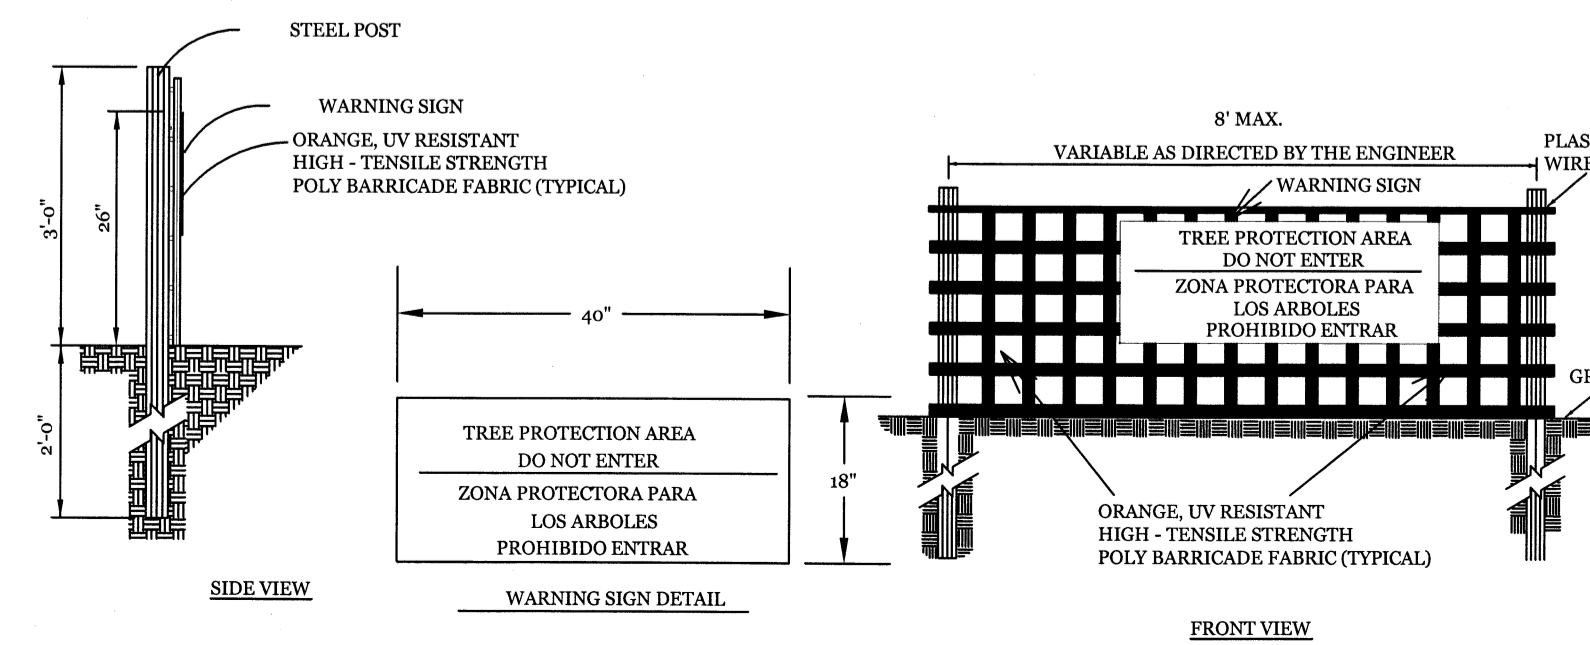 STEEL POST
WARNING SIGN
ORANGE, UV RESISTANT
HIGH - TENSILE STRENGTH
POLY BARRICADE FABRIC (TYPICAL)
3'-0"
26"
2'-0"
SIDE VIEW
40"
18"
TREE PROTECTION AREA
DO NOT ENTER
ZONA PROTECTORA PARA
LOS ARBOLES
PROHIBIDO ENTRAR
WARNING SIGN DETAIL
8' MAX.
VARIABLE AS DIRECTED BY THE ENGINEER
WARNING SIGN
TREE PROTECTION AREA
DO NOT ENTER
ZONA PROTECTORA PARA
LOS ARBOLES
PROHIBIDO ENTRAR
ORANGE, UV RESISTANT
HIGH - TENSILE STRENGTH
POLY BARRICADE FABRIC (TYPICAL)
FRONT VIEW